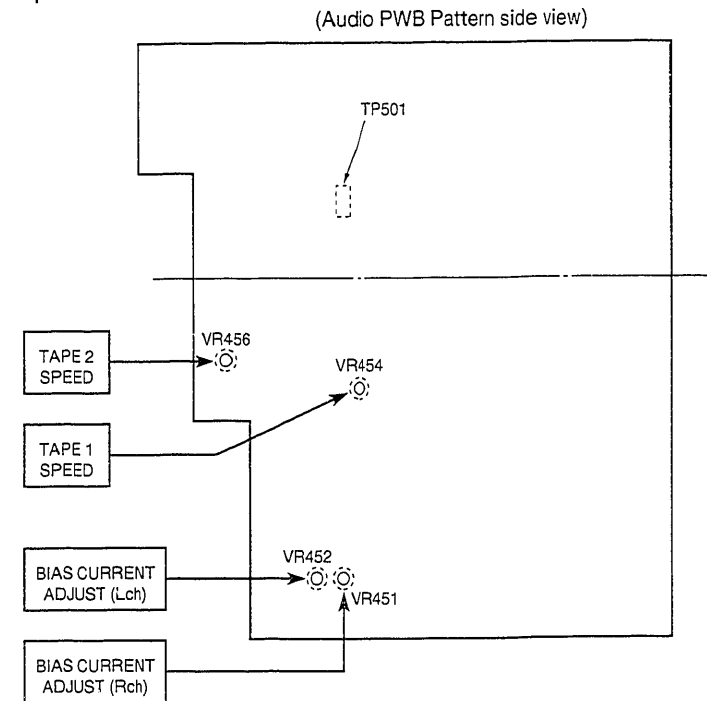 (Audio PWB Pattern side view)
TP501
VR456
TAPE 2
SPEED
VR454
TAPE 1
SPEED
VR452
BIAS CURRENT
ADJUST (Lch)
VR451
BIAS CURRENT
ADJUST (Rch)